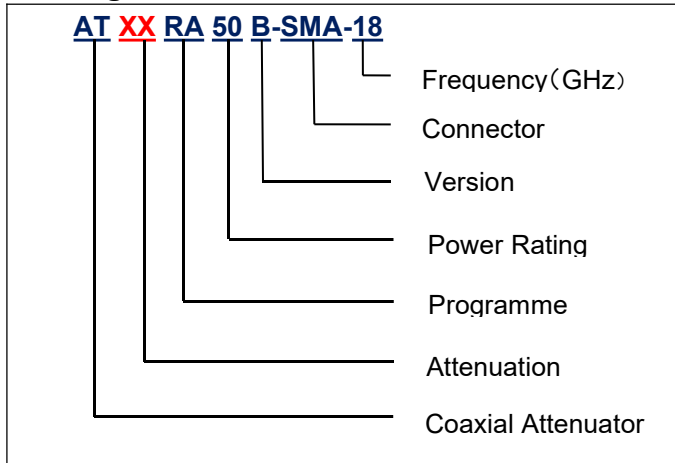 AT XX RA 50 B-SMA-18
Frequency(GHz)
Connector
Version
Power Rating
Programme
Attenuation
Coaxial Attenuator